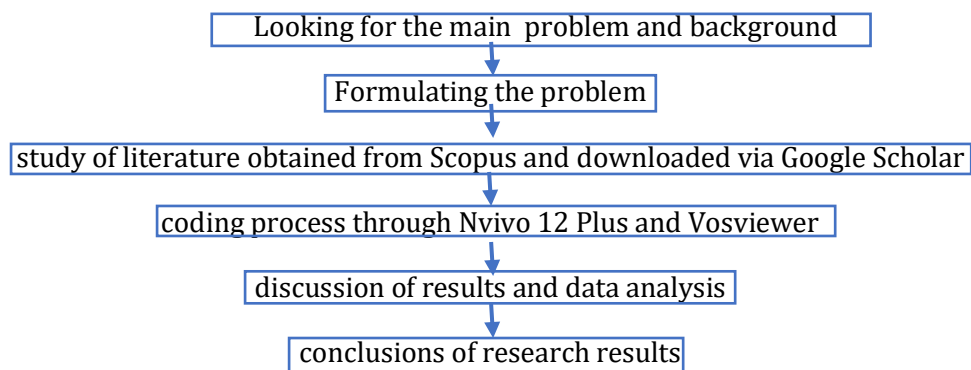 Looking for the main problem and background
Formulating the problem
study of literature obtained from Scopus and downloaded via Google Scholar
coding process through Nvivo 12 Plus and Vosviewer
discussion of results and data analysis
conclusions of research results